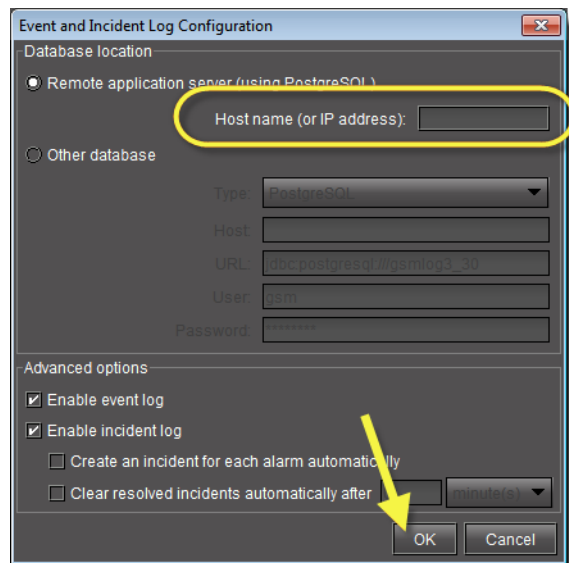 Event and Incident Log Configuration
Database location
Remote application server (using PostgreSQL)
Host name (or IP address):
Other database
Type: PostgreSQL
Host:
URL: jdbc:postgresql:///gsmlog3_30
User: gsm
Password: ********
Advanced options
Enable event log
Enable incident log
Create an incident for each alarm automatically
Clear resolved incidents automatically after minute(s)
OK Cancel